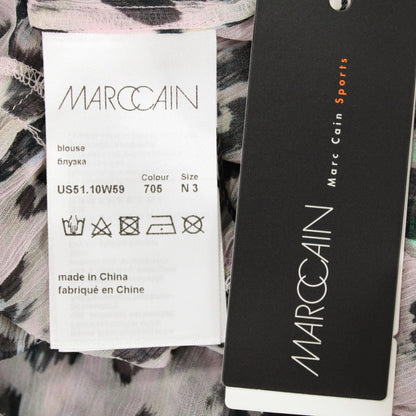 MARCCAIN
blouse
блузка
Colour Size
US51.10W59 705 N 3
made in China
fabriqué en Chine
Marc Cain Sports
MARCCAIN